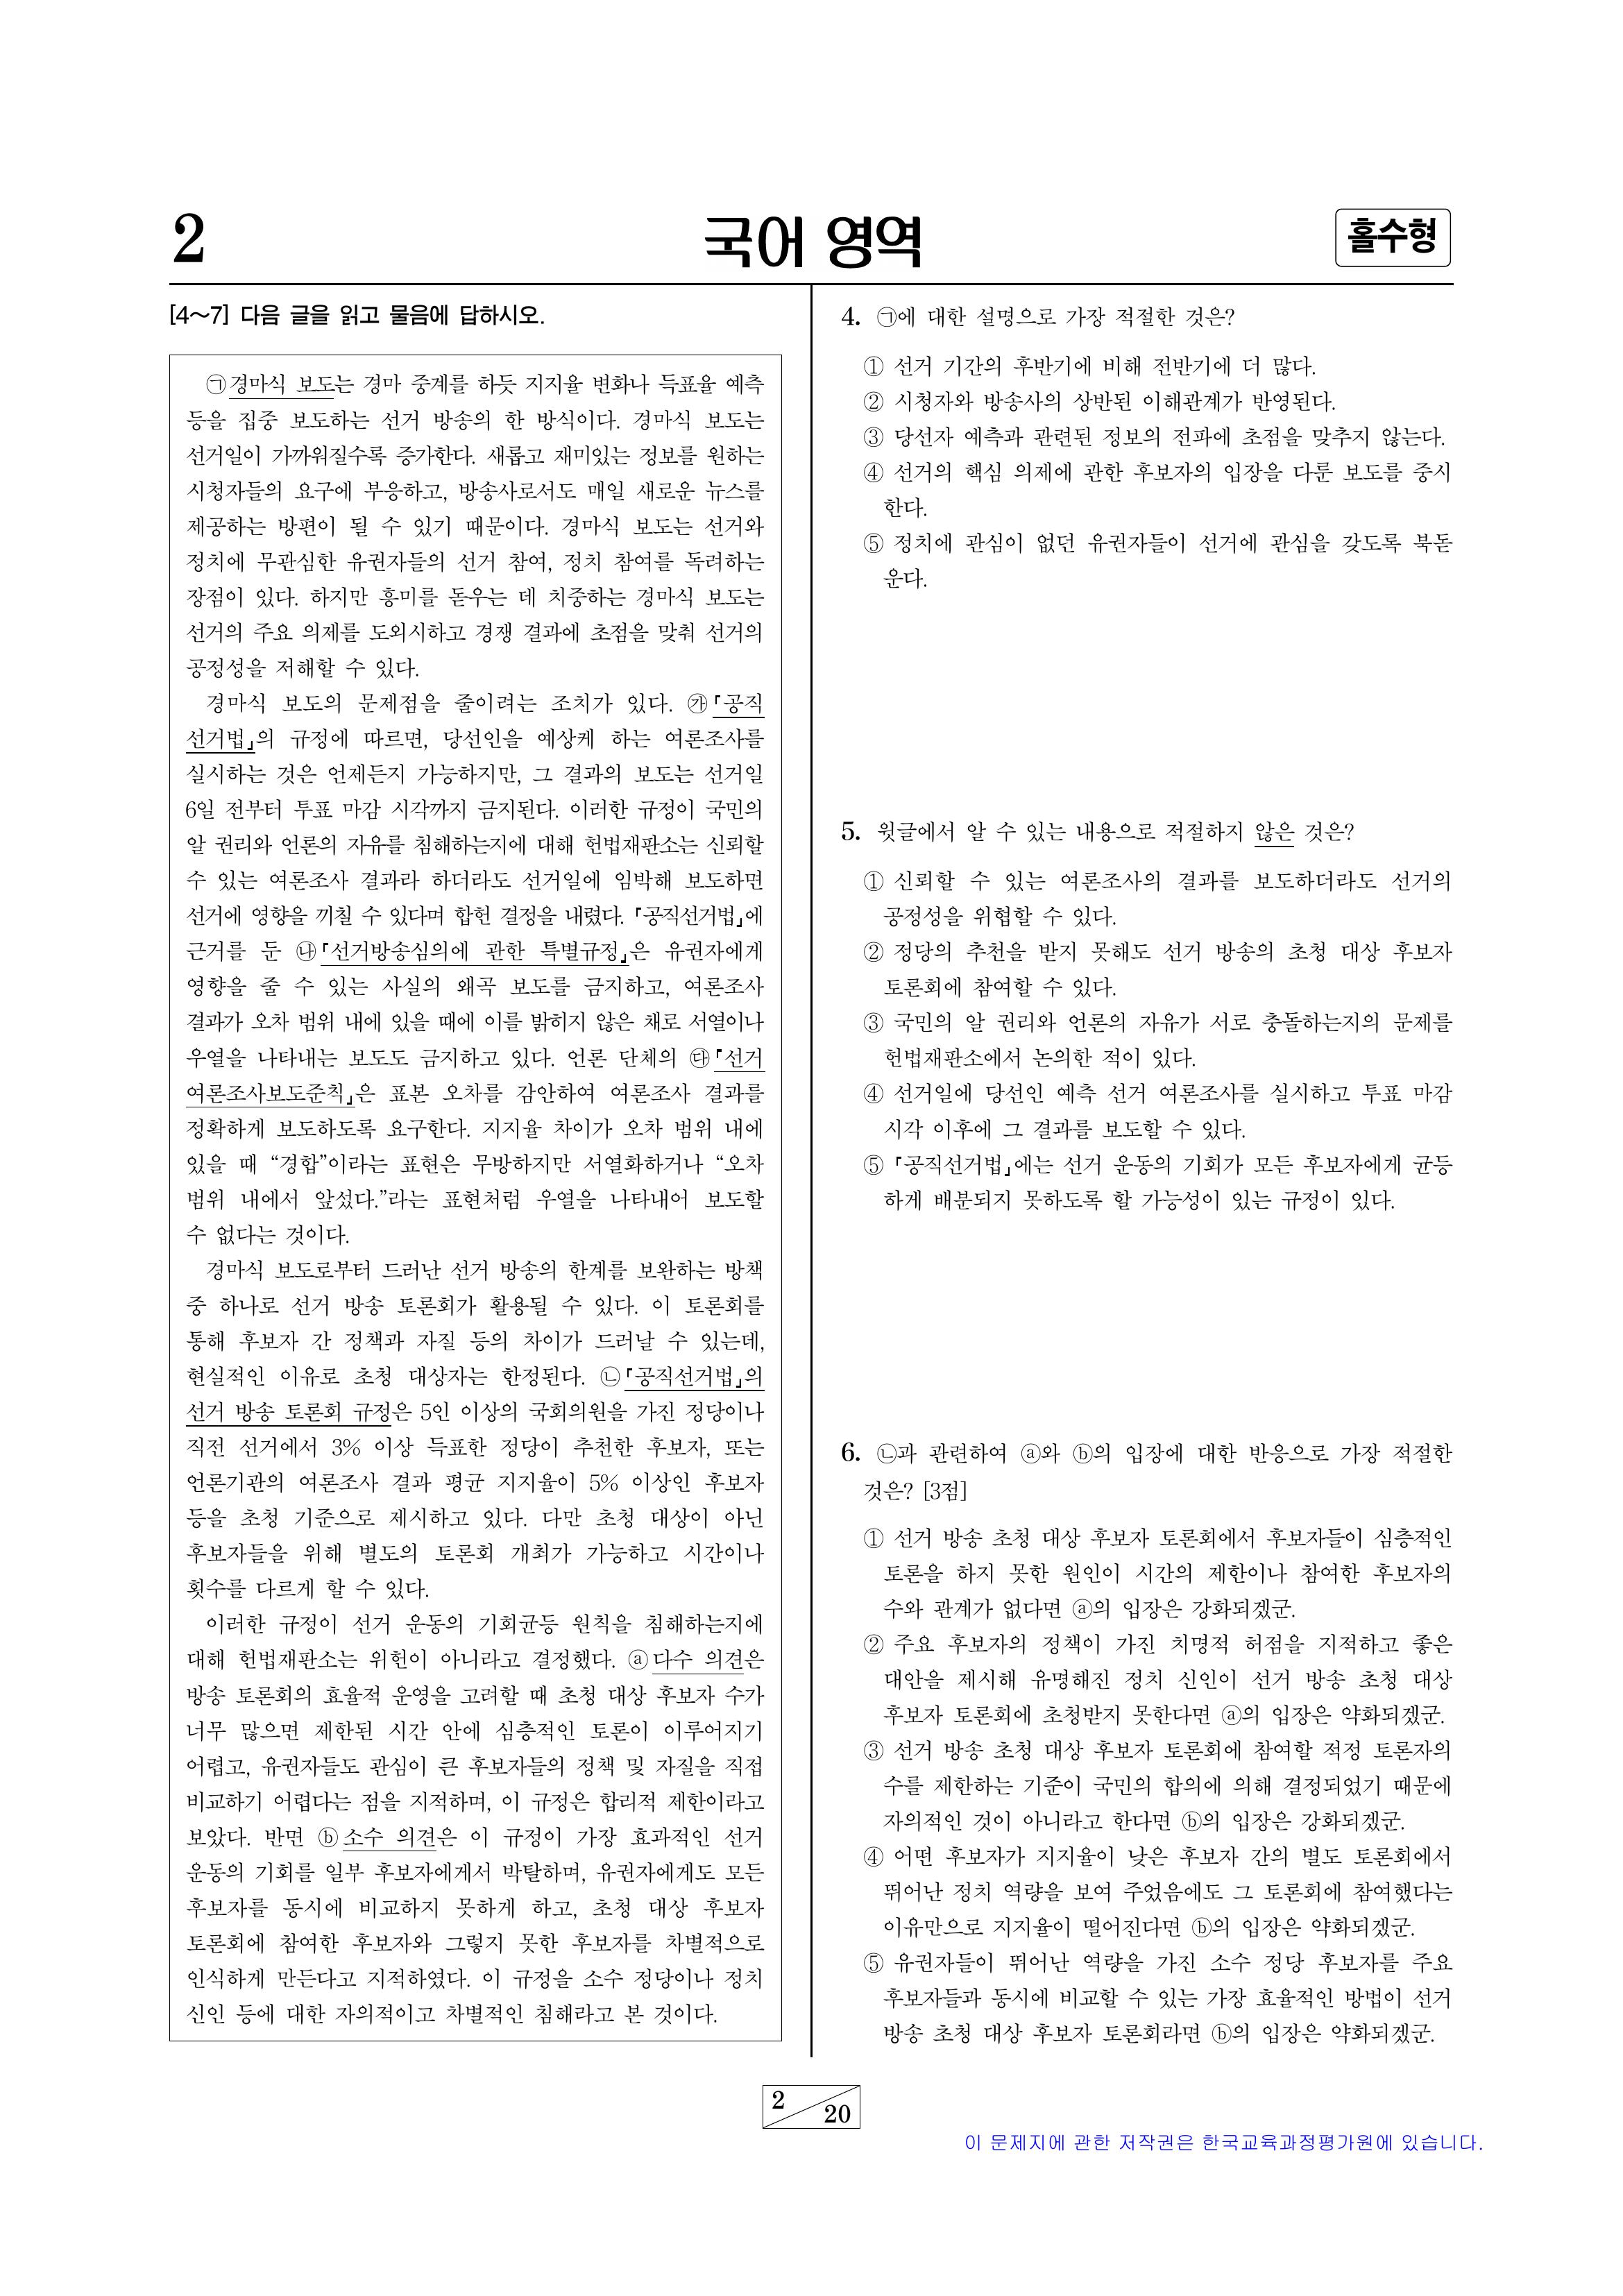 2
국어 영역
홀수형
[4～7] 다음 글을 읽고 물음에 답하시오.
㉠경마식 보도는 경마 중계를 하듯 지지율 변화나 득표율 예측
등을 집중 보도하는 선거 방송의 한 방식이다. 경마식 보도는
선거일이 가까워질수록 증가한다. 새롭고 재미있는 정보를 원하는
시청자들의 요구에 부응하고, 방송사로서도 매일 새로운 뉴스를
제공하는 방편이 될 수 있기 때문이다. 경마식 보도는 선거와
정치에 무관심한 유권자들의 선거 참여, 정치 참여를 독려하는
장점이 있다. 하지만 흥미를 돋우는 데 치중하는 경마식 보도는
선거의 주요 의제를 도외시하고 경쟁 결과에 초점을 맞춰 선거의
공정성을 저해할 수 있다.
경마식 보도의 문제점을 줄이려는 조치가 있다. ㉮「공직
선거법」의 규정에 따르면, 당선인을 예상케 하는 여론조사를
실시하는 것은 언제든지 가능하지만, 그 결과의 보도는 선거일
6일 전부터 투표 마감 시각까지 금지된다. 이러한 규정이 국민의
알 권리와 언론의 자유를 침해하는지에 대해 헌법재판소는 신뢰할
수 있는 여론조사 결과라 하더라도 선거일에 임박해 보도하면
선거에 영향을 끼칠 수 있다며 합헌 결정을 내렸다. 「공직선거법」에
근거를 둔 ㉯「선거방송심의에 관한 특별규정」은 유권자에게
영향을 줄 수 있는 사실의 왜곡 보도를 금지하고, 여론조사
결과가 오차 범위 내에 있을 때에 이를 밝히지 않은 채로 서열이나
우열을 나타내는 보도도 금지하고 있다. 언론 단체의 ㉰「선거
여론조사보도준칙」은 표본 오차를 감안하여 여론조사 결과를
정확하게 보도하도록 요구한다. 지지율 차이가 오차 범위 내에
있을 때 “경합”이라는 표현은 무방하지만 서열화하거나 “오차
범위 내에서 앞섰다.”라는 표현처럼 우열을 나타내어 보도할
수 없다는 것이다.
경마식 보도로부터 드러난 선거 방송의 한계를 보완하는 방책
중 하나로 선거 방송 토론회가 활용될 수 있다. 이 토론회를
통해 후보자 간 정책과 자질 등의 차이가 드러날 수 있는데,
현실적인 이유로 초청 대상자는 한정된다. ㉡「공직선거법」의
선거 방송 토론회 규정은 5인 이상의 국회의원을 가진 정당이나
직전 선거에서 3% 이상 득표한 정당이 추천한 후보자, 또는
언론기관의 여론조사 결과 평균 지지율이 5% 이상인 후보자
등을 초청 기준으로 제시하고 있다. 다만 초청 대상이 아닌
후보자들을 위해 별도의 토론회 개최가 가능하고 시간이나
횟수를 다르게 할 수 있다.
이러한 규정이 선거 운동의 기회균등 원칙을 침해하는지에
대해 헌법재판소는 위헌이 아니라고 결정했다. ⓐ다수 의견은
방송 토론회의 효율적 운영을 고려할 때 초청 대상 후보자 수가
너무 많으면 제한된 시간 안에 심층적인 토론이 이루어지기
어렵고, 유권자들도 관심이 큰 후보자들의 정책 및 자질을 직접
비교하기 어렵다는 점을 지적하며, 이 규정은 합리적 제한이라고
보았다. 반면 ⓑ소수 의견은 이 규정이 가장 효과적인 선거
운동의 기회를 일부 후보자에게서 박탈하며, 유권자에게도 모든
후보자를 동시에 비교하지 못하게 하고, 초청 대상 후보자
토론회에 참여한 후보자와 그렇지 못한 후보자를 차별적으로
인식하게 만든다고 지적하였다. 이 규정을 소수 정당이나 정치
신인 등에 대한 자의적이고 차별적인 침해라고 본 것이다.
4. ㉠에 대한 설명으로 가장 적절한 것은?
① 선거 기간의 후반기에 비해 전반기에 더 많다.
② 시청자와 방송사의 상반된 이해관계가 반영된다.
③ 당선자 예측과 관련된 정보의 전파에 초점을 맞추지 않는다.
④ 선거의 핵심 의제에 관한 후보자의 입장을 다룬 보도를 중시
한다.
⑤ 정치에 관심이 없던 유권자들이 선거에 관심을 갖도록 북돋
운다.
5. 윗글에서 알 수 있는 내용으로 적절하지 않은 것은?
① 신뢰할 수 있는 여론조사의 결과를 보도하더라도 선거의
공정성을 위협할 수 있다.
② 정당의 추천을 받지 못해도 선거 방송의 초청 대상 후보자
토론회에 참여할 수 있다.
③ 국민의 알 권리와 언론의 자유가 서로 충돌하는지의 문제를
헌법재판소에서 논의한 적이 있다.
④ 선거일에 당선인 예측 선거 여론조사를 실시하고 투표 마감
시각 이후에 그 결과를 보도할 수 있다.
⑤ 「공직선거법」에는 선거 운동의 기회가 모든 후보자에게 균등
하게 배분되지 못하도록 할 가능성이 있는 규정이 있다.
6. ㉡과 관련하여 ⓐ와 ⓑ의 입장에 대한 반응으로 가장 적절한
것은? [3점]
① 선거 방송 초청 대상 후보자 토론회에서 후보자들이 심층적인
토론을 하지 못한 원인이 시간의 제한이나 참여한 후보자의
수와 관계가 없다면 ⓐ의 입장은 강화되겠군.
② 주요 후보자의 정책이 가진 치명적 허점을 지적하고 좋은
대안을 제시해 유명해진 정치 신인이 선거 방송 초청 대상
후보자 토론회에 초청받지 못한다면 ⓐ의 입장은 약화되겠군.
③ 선거 방송 초청 대상 후보자 토론회에 참여할 적정 토론자의
수를 제한하는 기준이 국민의 합의에 의해 결정되었기 때문에
자의적인 것이 아니라고 한다면 ⓑ의 입장은 강화되겠군.
④ 어떤 후보자가 지지율이 낮은 후보자 간의 별도 토론회에서
뛰어난 정치 역량을 보여 주었음에도 그 토론회에 참여했다는
이유만으로 지지율이 떨어진다면 ⓑ의 입장은 약화되겠군.
⑤ 유권자들이 뛰어난 역량을 가진 소수 정당 후보자를 주요
후보자들과 동시에 비교할 수 있는 가장 효율적인 방법이 선거
방송 초청 대상 후보자 토론회라면 ⓑ의 입장은 약화되겠군.
2
20
이 문제지에 관한 저작권은 한국교육과정평가원에 있습니다.